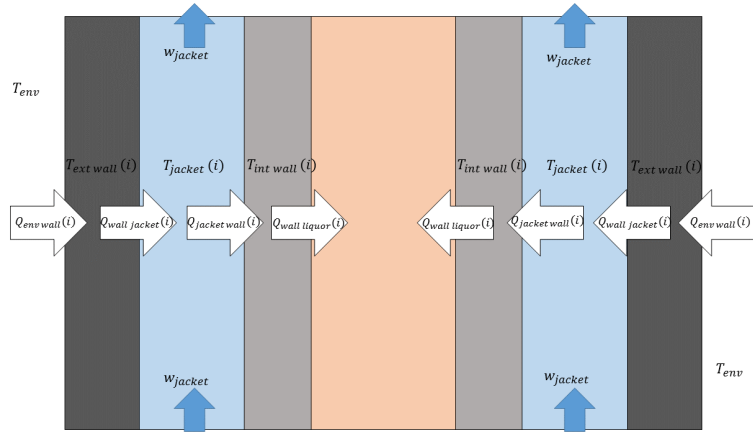 w_jacket w_jacket
T_env
T_ext wall(i) T_jacket(i) T_int wall(i) T_int wall(i) T_jacket(i) T_ext wall(i)
Q_env wall(i) Q_wall jacket(i) Q_jacket wall(i) Q_wall liquor(i) Q_wall liquor(i) Q_jacket wall(i) Q_wall jacket(i) Q_env wall(i)
w_jacket w_jacket
T_env